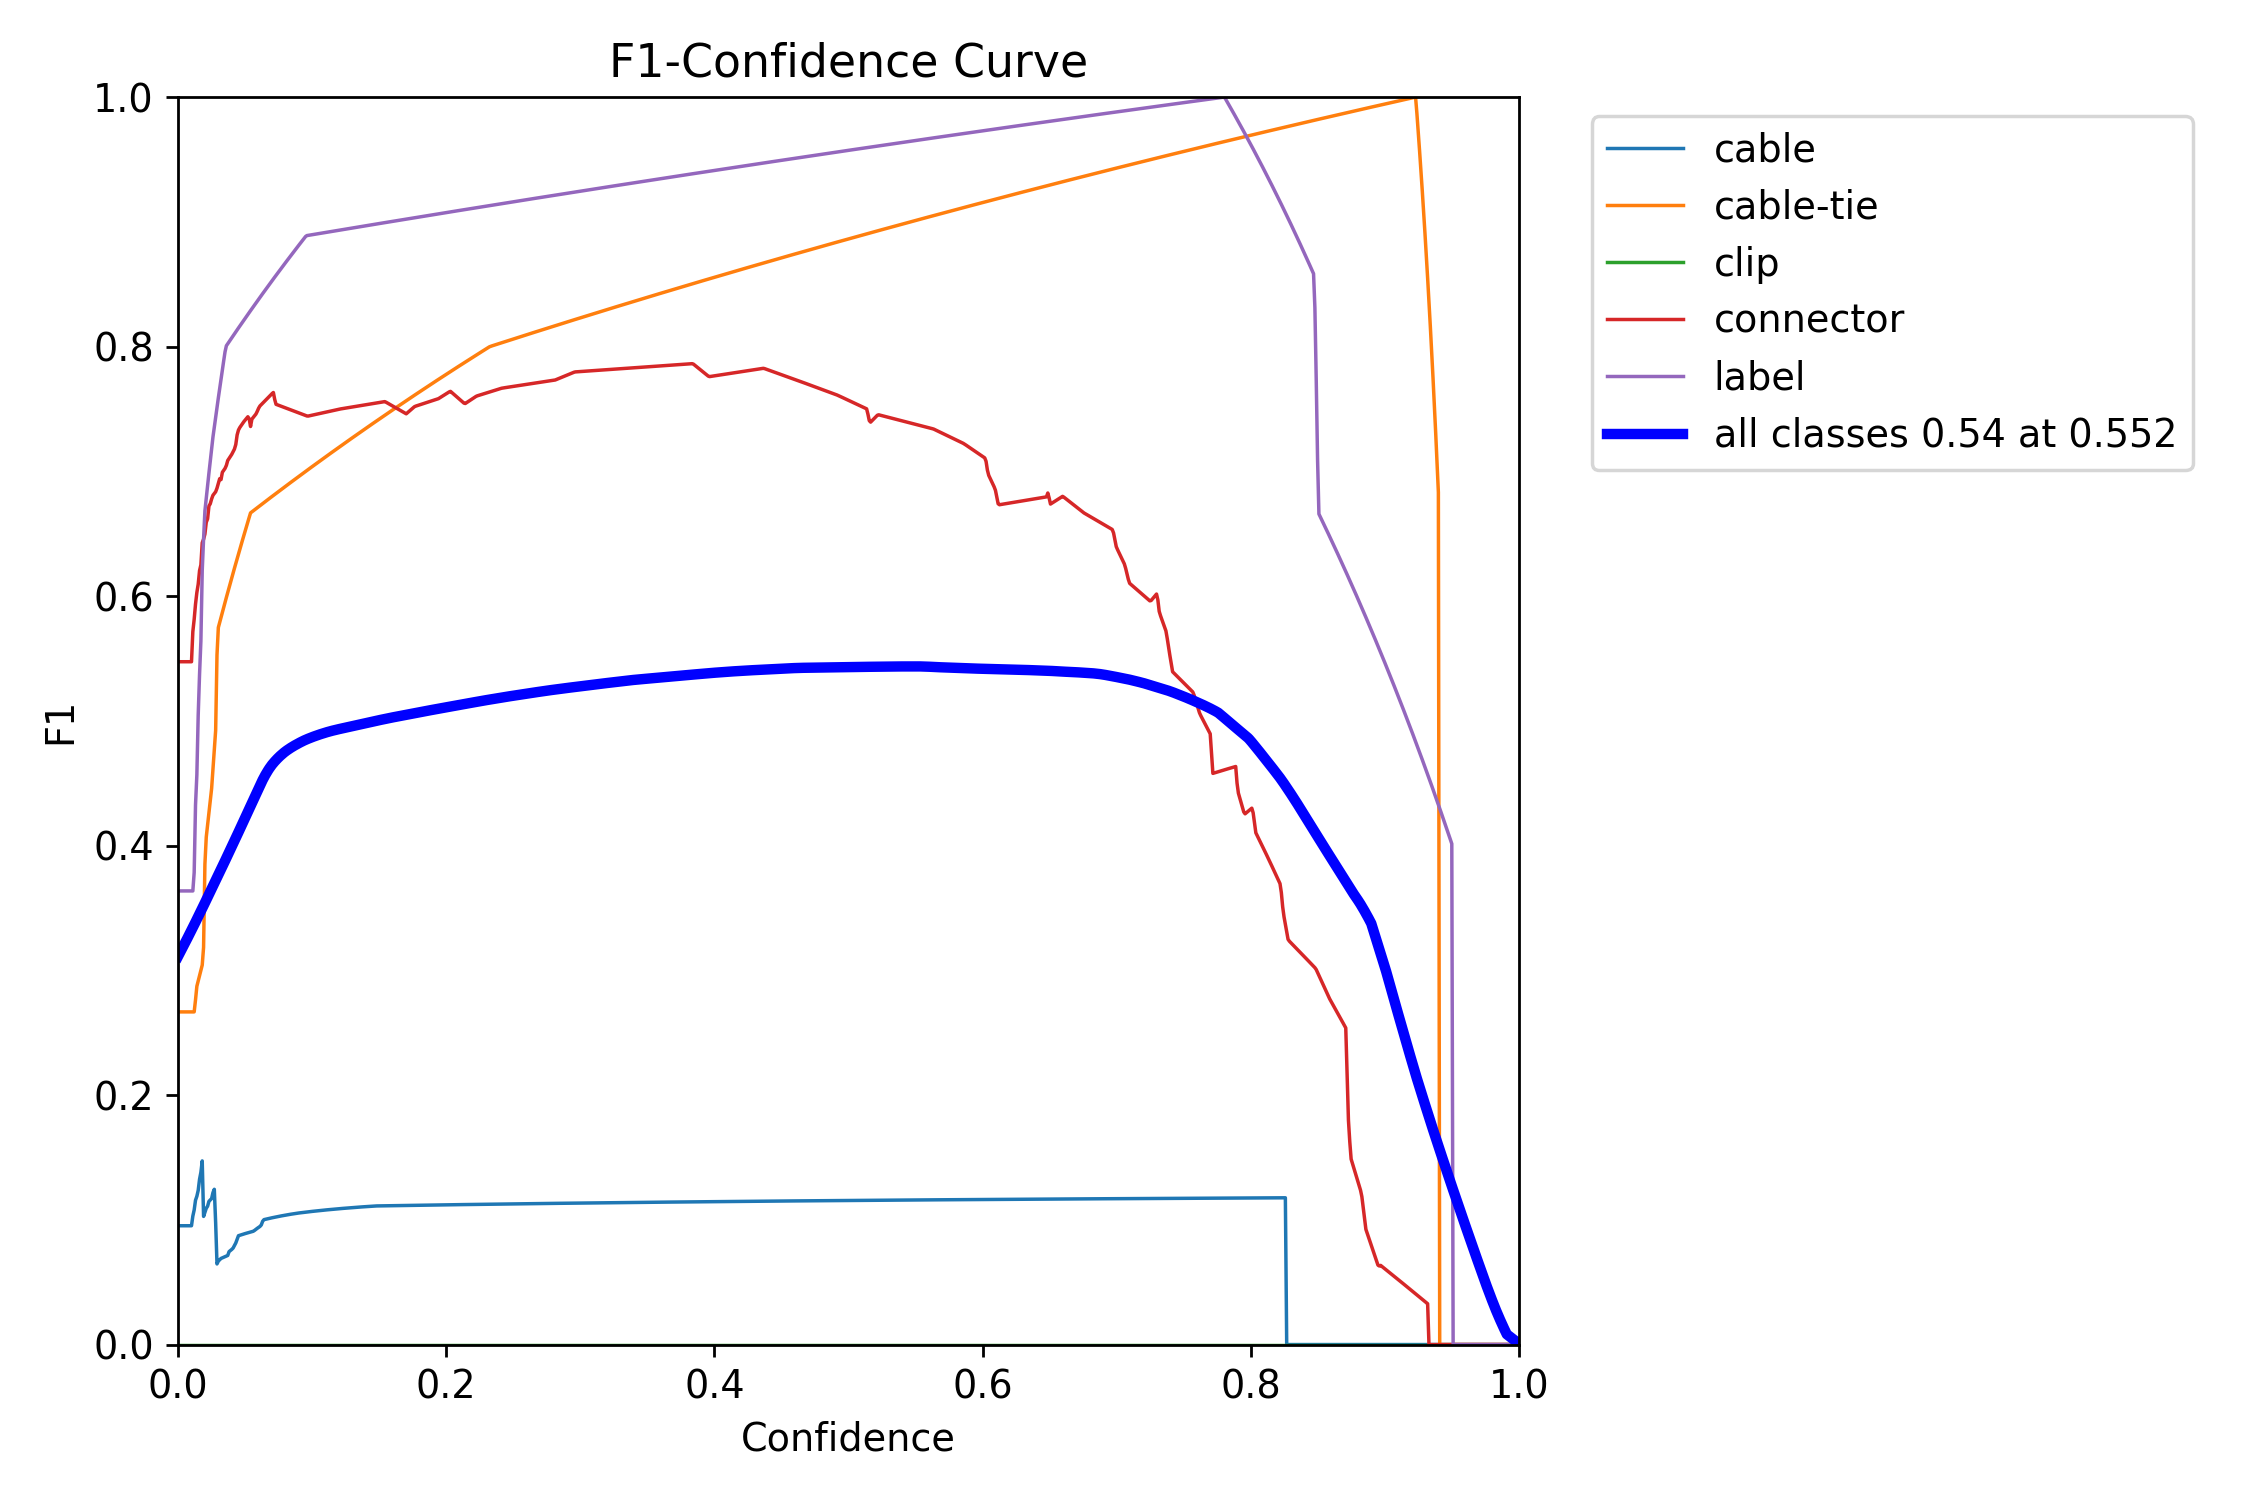 F1-Confidence Curve
1.0
0.8
0.6
0.4
0.2
0.0
F1
0.0 0.2 0.4 0.6 0.8 1.0
Confidence
cable
cable-tie
clip
connector
label
all classes 0.54 at 0.552